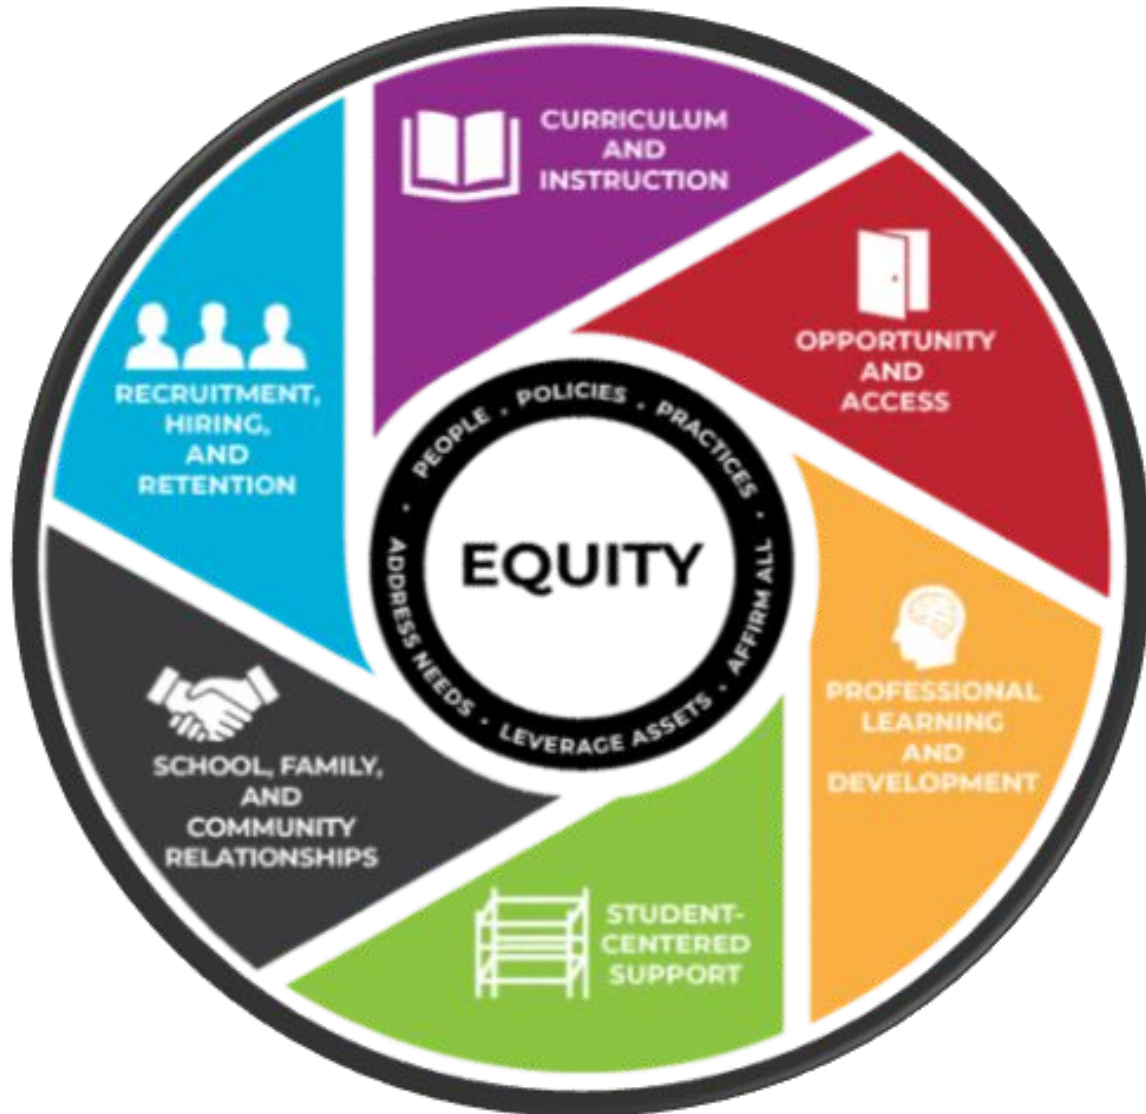 CURRICULUM
AND
INSTRUCTION
OPPORTUNITY
AND
ACCESS
PROFESSIONAL
LEARNING
AND
DEVELOPMENT
STUDENT-
CENTERED
SUPPORT
SCHOOL, FAMILY,
AND
COMMUNITY
RELATIONSHIPS
RECRUITMENT,
HIRING,
AND
RETENTION
PEOPLE • POLICIES • PRACTICES • AFFIRM ALL • LEVERAGE ASSETS • ADDRESS NEEDS •
EQUITY